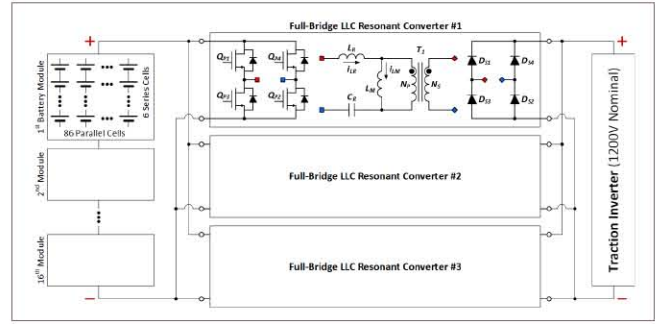 Full-Bridge LLC Resonant Converter #1
+
+
1st Battery Module
6 Series Cells
86 Parallel Cells
QP1
QP4
QP3
QP2
LR
iLR
iLM
LM
CR
T1
NP
NS
DS1
DS4
DS3
DS2
2nd Module
Full-Bridge LLC Resonant Converter #2
16th Module
Full-Bridge LLC Resonant Converter #3
Traction Inverter (1200V Nominal)
−
−